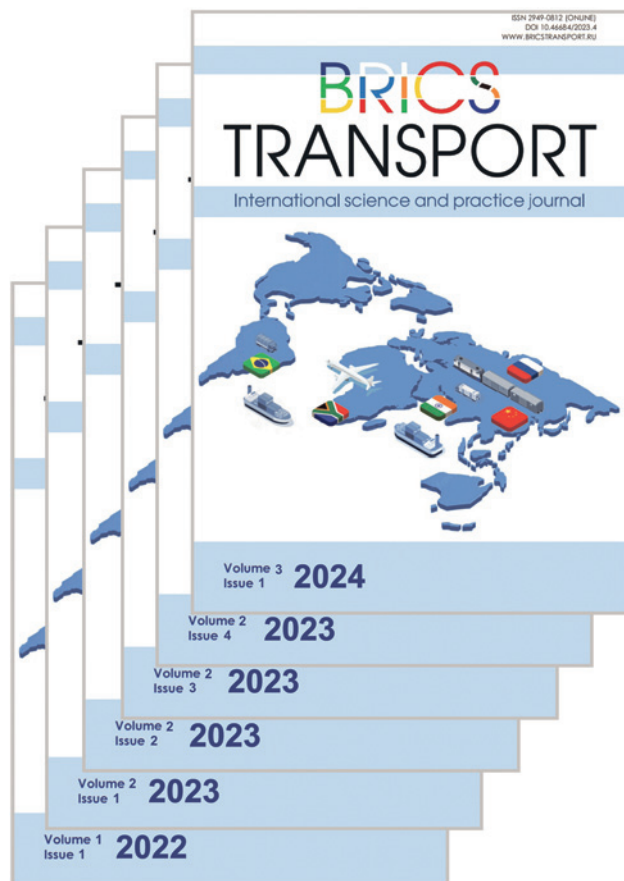 ISSN 2949-0812 (ONLINE)
DOI 10.46684/2023.4
WWW.BRICSTRANSPORT.RU
BRICS
TRANSPORT
International science and practice journal
Volume 3
Issue 1 2024
Volume 2
Issue 4 2023
Volume 2
Issue 3 2023
Volume 2
Issue 2 2023
Volume 2
Issue 1 2023
Volume 1
Issue 1 2022